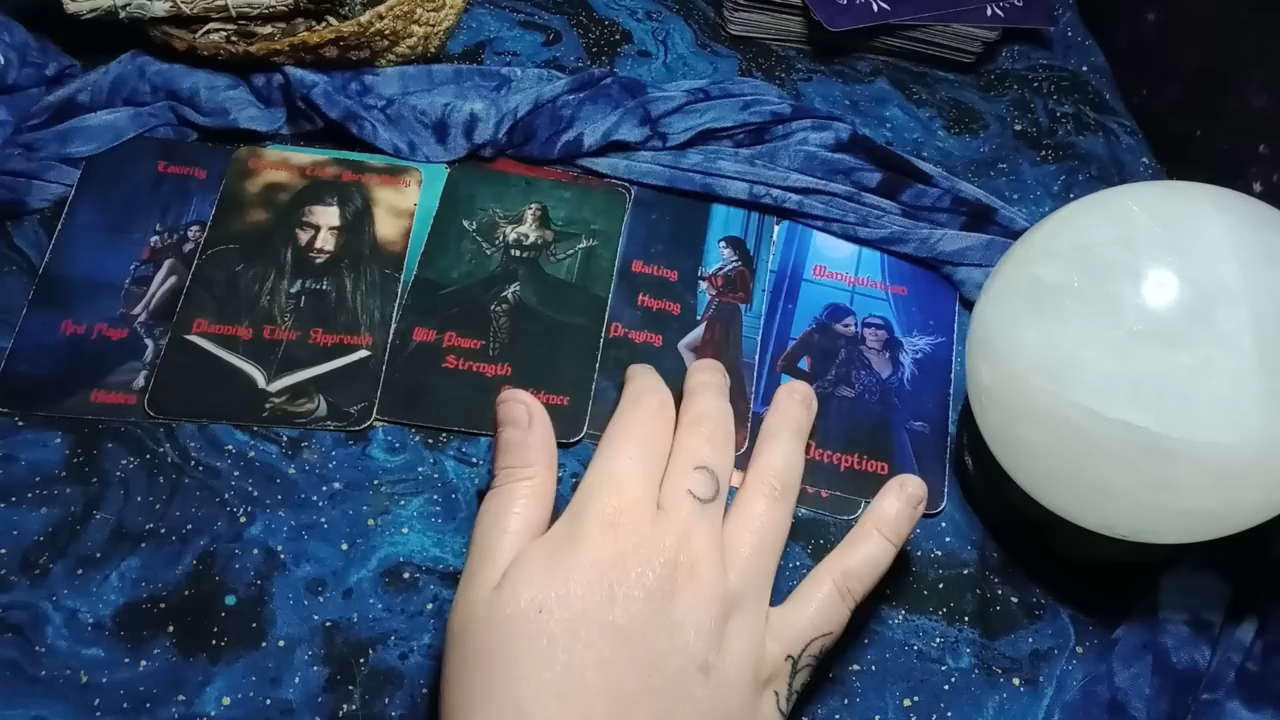 Toxicity
Red Flags
Hidden
Planning Their Approach
Will Power
Strength
Waiting
Hoping
Praying
Manipulation
Deception